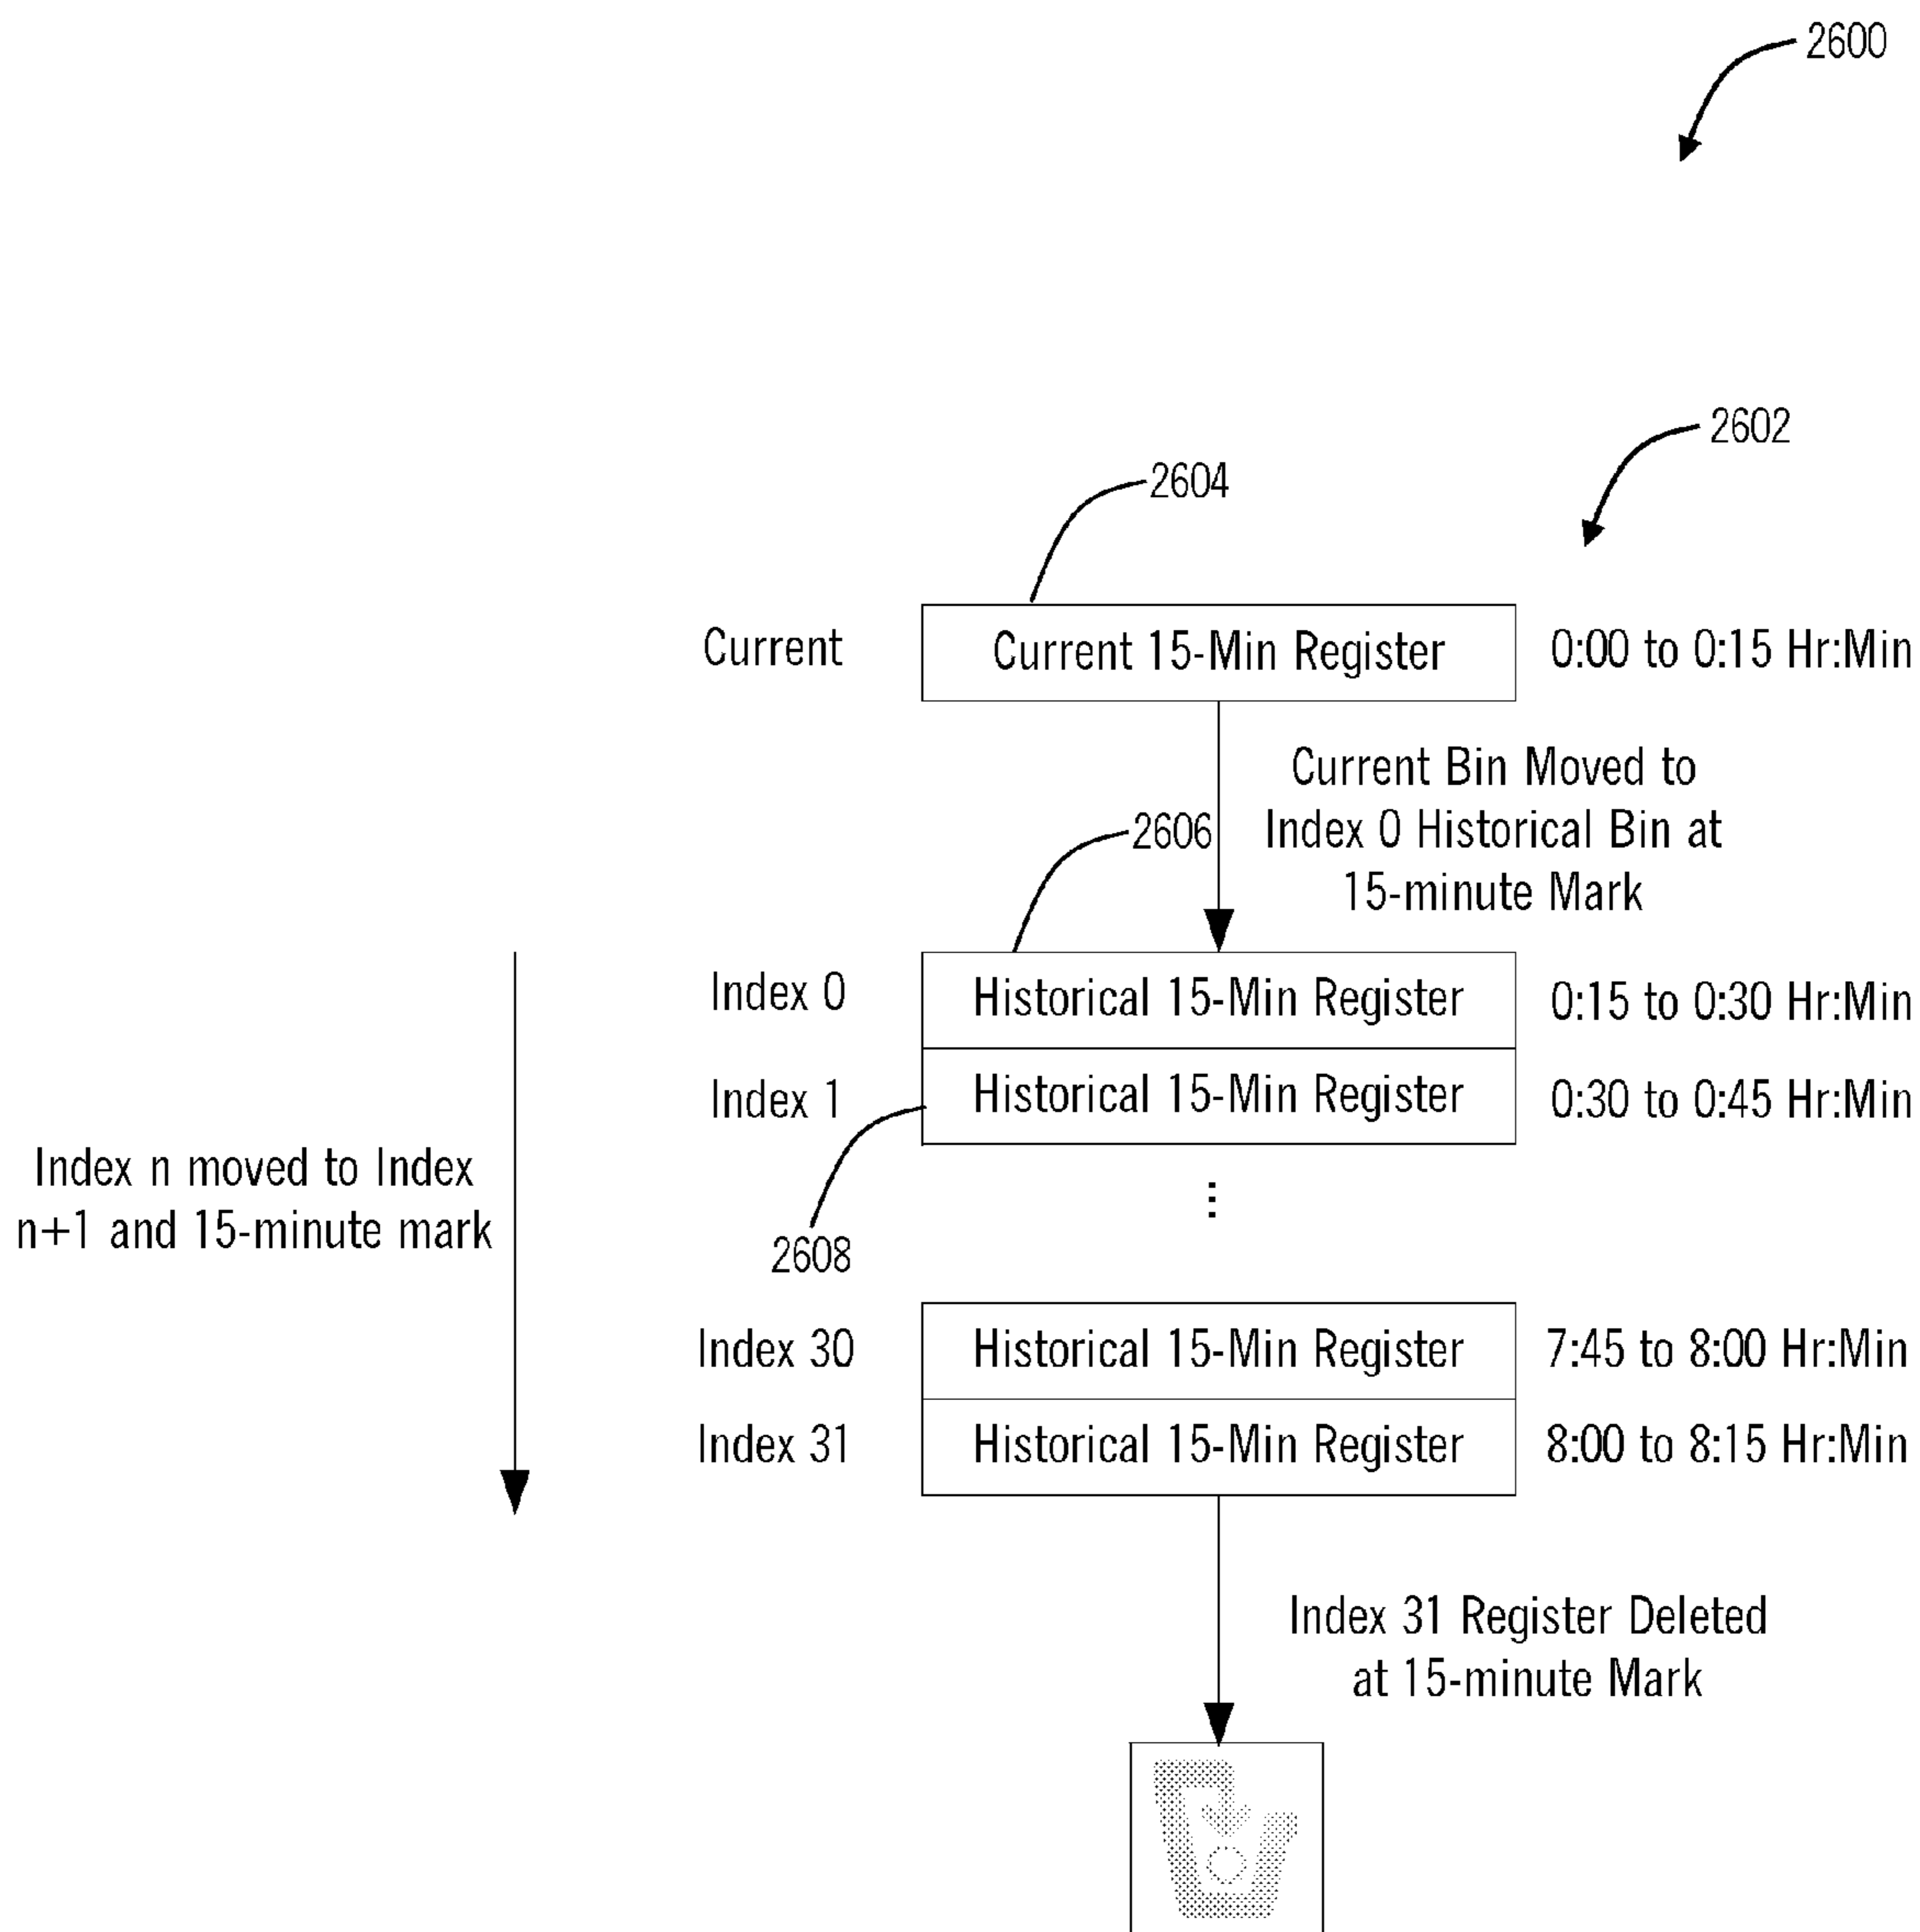 2600
2602
2604
Current
Current 15-Min Register
0:00 to 0:15 Hr:Min
Current Bin Moved to
Index 0 Historical Bin at
15-minute Mark
2606
Index 0
Historical 15-Min Register
0:15 to 0:30 Hr:Min
Index 1
Historical 15-Min Register
0:30 to 0:45 Hr:Min
Index n moved to Index
n+1 and 15-minute mark
2608
⋮
Index 30
Historical 15-Min Register
7:45 to 8:00 Hr:Min
Index 31
Historical 15-Min Register
8:00 to 8:15 Hr:Min
Index 31 Register Deleted
at 15-minute Mark